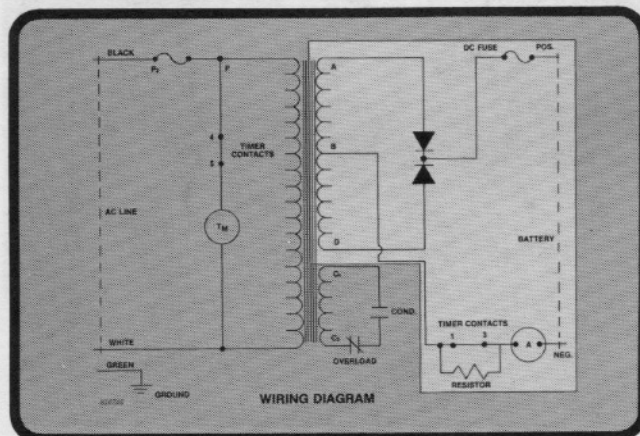 BLACK
F₂
F
A
DC FUSE
POS.
4
5
TIMER
CONTACTS
B
AC LINE
TM
D
BATTERY
C₁
COND.
C₂
OVERLOAD
TIMER CONTACTS
1
3
A
NEG.
RESISTOR
WHITE
GREEN
GROUND
WIRING DIAGRAM